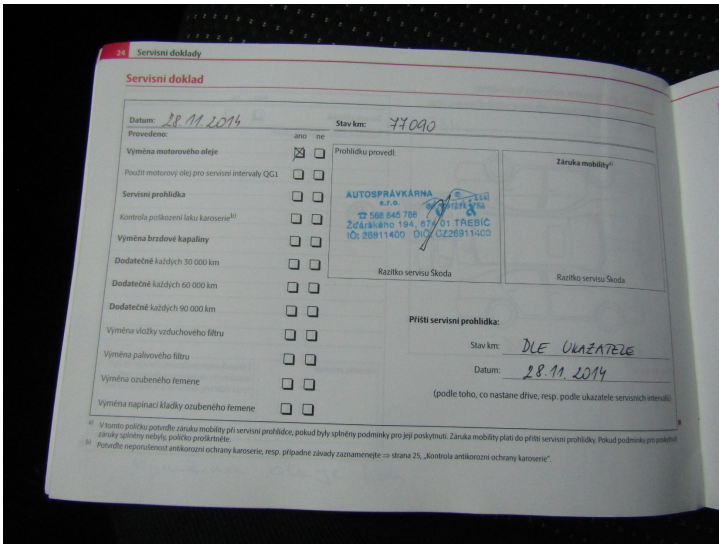 24 Servisní doklady
Servisní doklad
Datum: 28.11.2014 Stav km: 77090
Provedeno: ano ne
Výměna motorového oleje
Použit motorový olej pro servisní intervaly QG1
Servisní prohlídka
Kontrola poškození laku karoserie b)
Výměna brzdové kapaliny
Dodatečně každých 30 000 km
Dodatečně každých 60 000 km
Dodatečně každých 90 000 km
Výměna vložky vzduchového filtru
Výměna palivového filtru
Výměna ozubeného řemene
Výměna napínací kladky ozubeného řemene
Prohlídku provedl:
AUTOSPRÁVKÁRNA
s.r.o.
☎ 568 845 786
Žďárského 194, 674 01 TŘEBÍČ
IČ: 26911400 DIČ: CZ26911400
Razítko servisu Škoda
Záruka mobility a)
Razítko servisu Škoda
Příští servisní prohlídka:
Stav km: DLE UKAZATELE
Datum: 28.11.2014
(podle toho, co nastane dříve, resp. podle ukazatele servisních intervalů)
a) V tomto políčku potvrďte záruku mobility při servisní prohlídce, pokud byly splněny podmínky pro její poskytnutí. Záruka mobility platí do příští servisní prohlídky. Pokud podmínky pro poskytnutí
záruky splněny nebyly, políčko proškrtněte.
b) Potvrďte neporušenost antikorozní ochrany karoserie, resp. případné závady zaznamenejte ⇒ strana 25, „Kontrola antikorozní ochrany karoserie".